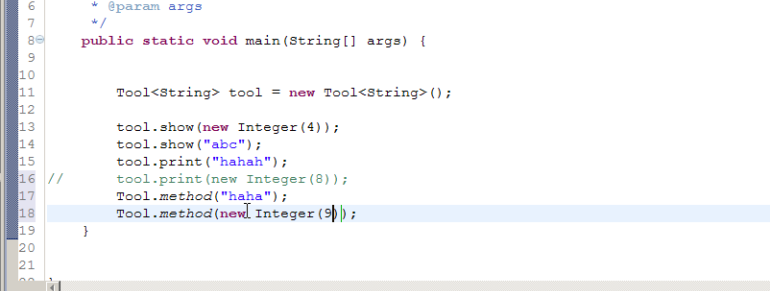 6     * @param args
7     */
8    public static void main(String[] args) {
9
10
11        Tool<String> tool = new Tool<String>();
12
13        tool.show(new Integer(4));
14        tool.show("abc");
15        tool.print("hahah");
16 //     tool.print(new Integer(8));
17        Tool.method("haha");
18        Tool.method(new Integer(9));
19    }
20
21